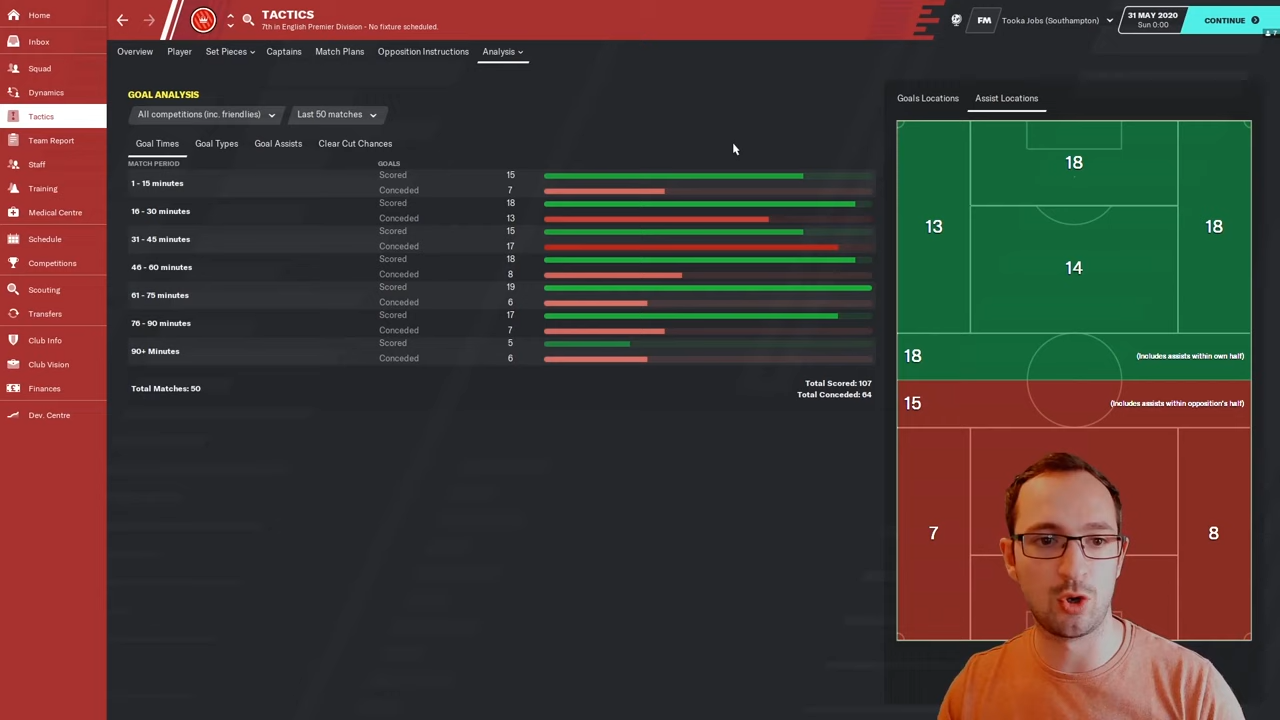 Home
Inbox
Squad
Dynamics
Tactics
Team Report
Staff
Training
Medical Centre
Schedule
Competitions
Scouting
Transfers
Club Info
Club Vision
Finances
Dev. Centre
TACTICS
7th in English Premier Division - No fixture scheduled.
FM
Tooka Jobs (Southampton)
31 MAY 2020
Sun 0:00
CONTINUE
7
Overview
Player
Set Pieces
Captains
Match Plans
Opposition Instructions
Analysis
GOAL ANALYSIS
All competitions (inc. friendlies)
Last 50 matches
Goal Times
Goal Types
Goal Assists
Clear Cut Chances
MATCH PERIOD GOALS
1 - 15 minutes
Scored 15
Conceded 7
16 - 30 minutes
Scored 18
Conceded 13
31 - 45 minutes
Scored 15
Conceded 17
46 - 60 minutes
Scored 18
Conceded 8
61 - 75 minutes
Scored 19
Conceded 6
76 - 90 minutes
Scored 17
Conceded 7
90+ Minutes
Scored 5
Conceded 6
Total Matches: 50
Total Scored: 107
Total Conceded: 64
Goals Locations
Assist Locations
18
13
18
14
18 (Includes assists within own half)
15 (Includes assists within opposition's half)
7
8